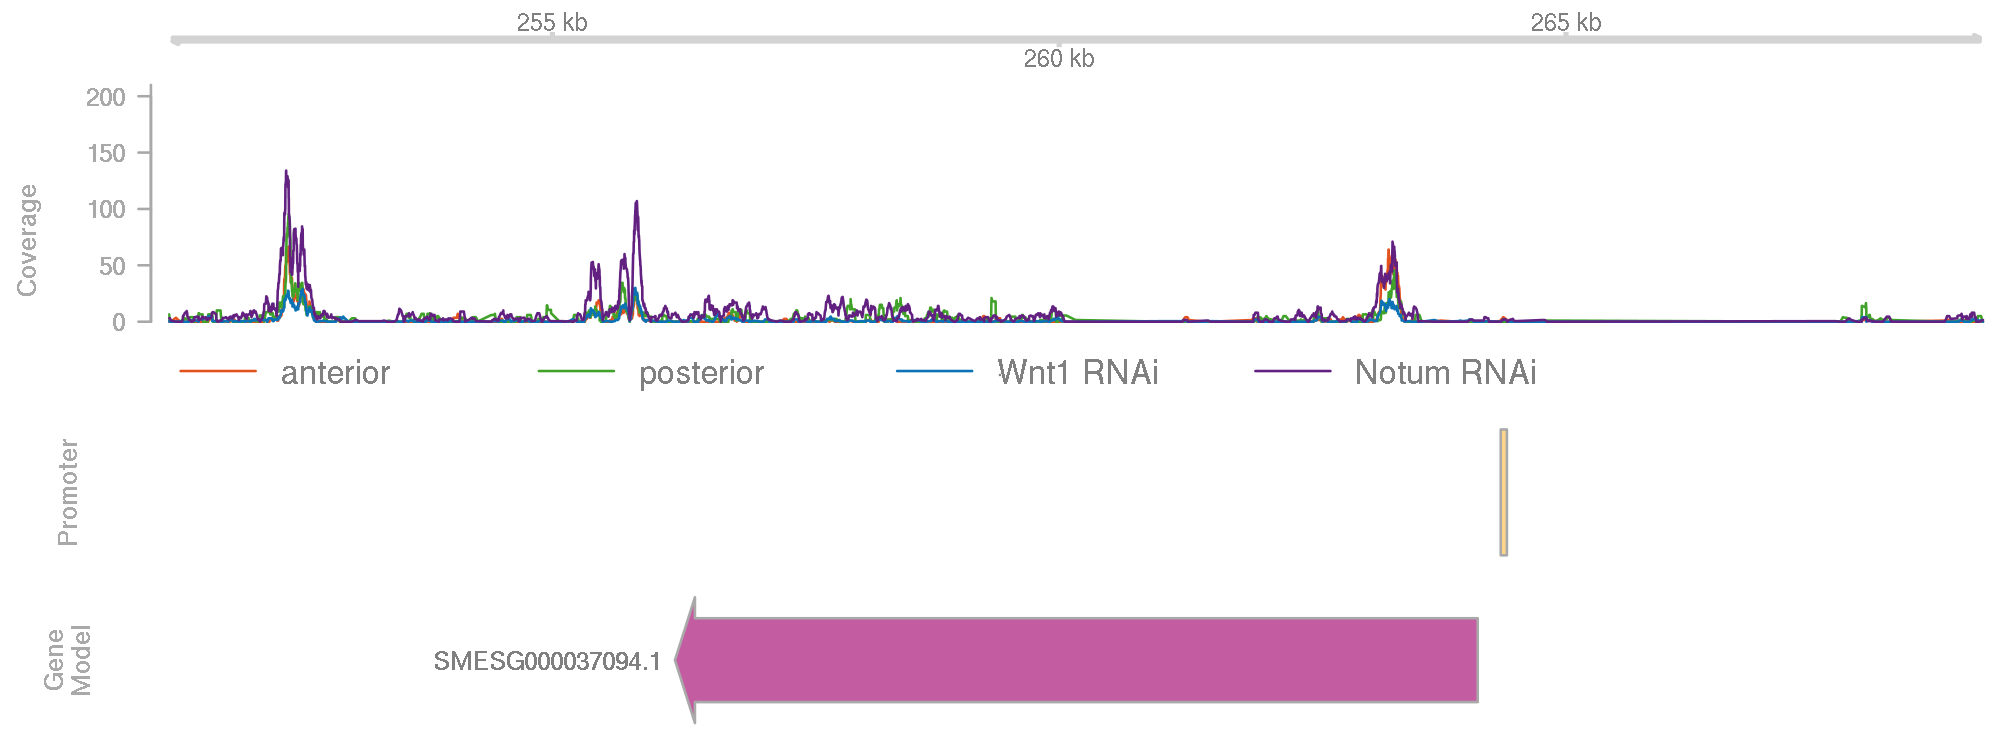 255 kb
265 kb
260 kb
Coverage
200
150
100
50
0
anterior
posterior
Wnt1 RNAi
Notum RNAi
Promoter
Gene
Model
SMESG000037094.1